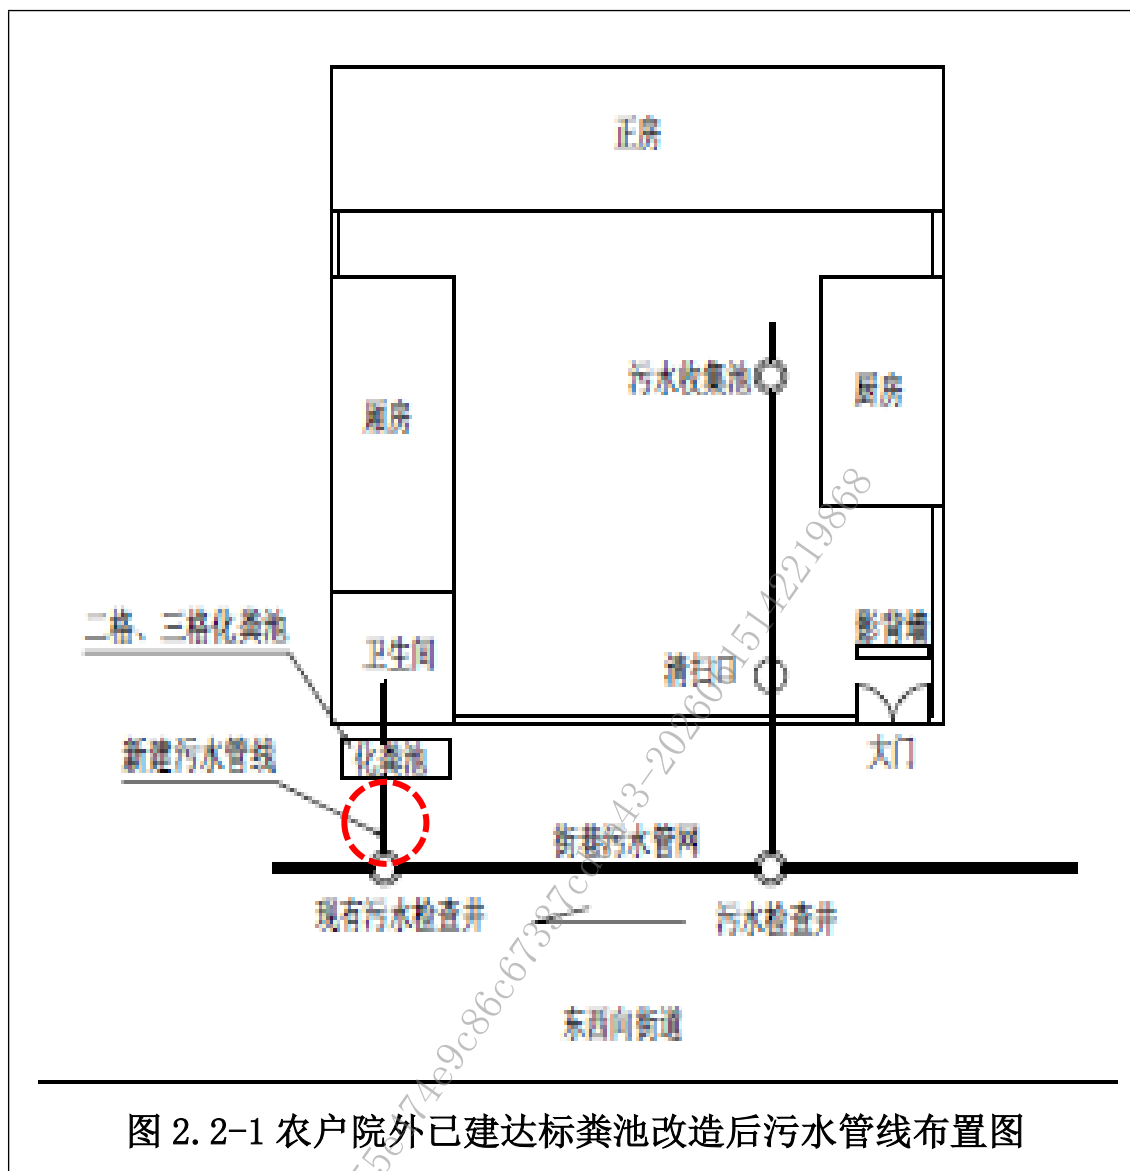 正房
污水收集池
厨房
厢房
二格、三格化粪池
影背墙
卫生间
清扫口
新建污水管线
化粪池
大门
街巷污水管网
现有污水检查井
污水检查井
东西向街道
图 2.2-1 农户院外已建达标粪池改造后污水管线布置图